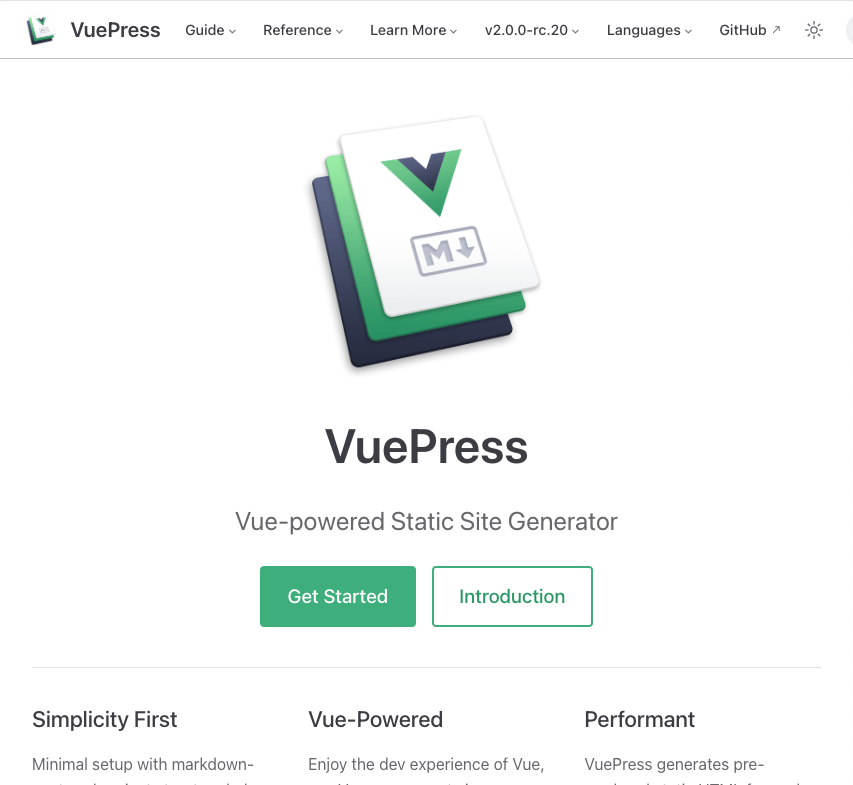 VuePress Guide Reference Learn More v2.0.0-rc.20 Languages GitHub
M
VuePress
Vue-powered Static Site Generator
Get Started Introduction
Simplicity First Vue-Powered Performant
Minimal setup with markdown- Enjoy the dev experience of Vue, VuePress generates pre-